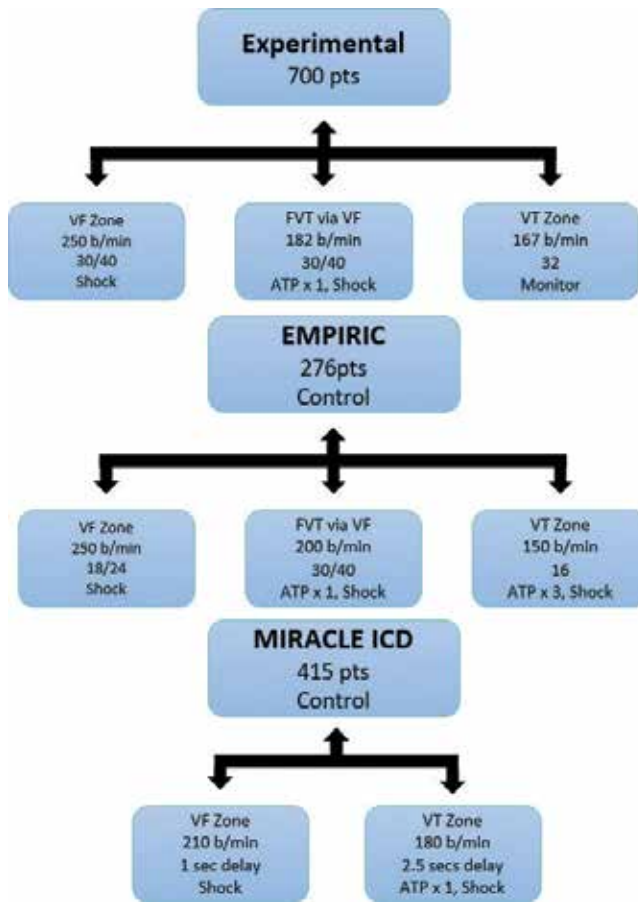 Experimental
700 pts
VF Zone
250 b/min
30/40
Shock
FVT via VF
182 b/min
30/40
ATP x 1, Shock
VT Zone
167 b/min
32
Monitor
EMPIRIC
276pts
Control
VF Zone
250 b/min
18/24
Shock
FVT via VF
200 b/min
30/40
ATP x 1, Shock
VT Zone
150 b/min
16
ATP x 3, Shock
MIRACLE ICD
415 pts
Control
VF Zone
210 b/min
1 sec delay
Shock
VT Zone
180 b/min
2.5 secs delay
ATP x 1, Shock